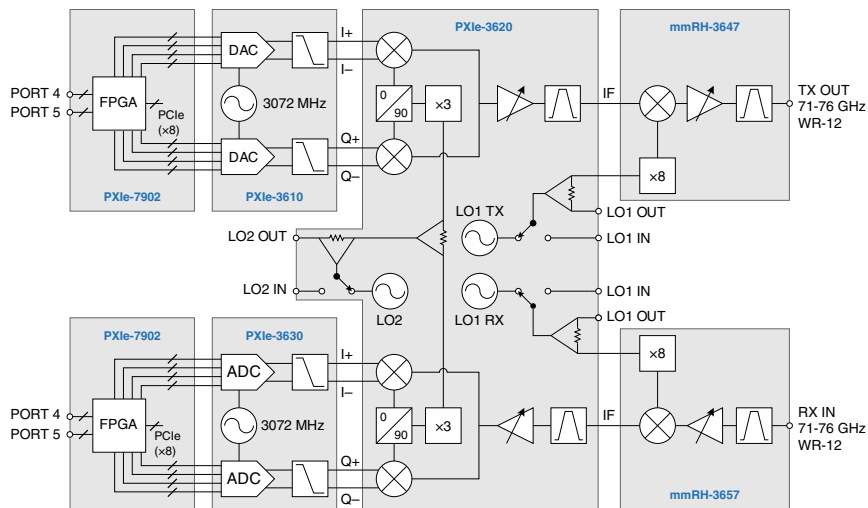 PXIe-3620
mmRH-3647
I+
I−
DAC
PORT 4
PORT 5
FPGA
PCIe
(×8)
3072 MHz
0
90
×3
IF
TX OUT
71-76 GHz
WR-12
DAC
Q+
Q−
×8
PXIe-7902
PXIe-3610
LO1 TX
LO1 OUT
LO2 OUT
LO1 IN
LO2 IN
LO2
LO1 RX
LO1 IN
LO1 OUT
PXIe-7902
PXIe-3630
I+
I−
ADC
×8
PORT 4
PORT 5
FPGA
PCIe
(×8)
3072 MHz
0
90
×3
IF
RX IN
71-76 GHz
WR-12
ADC
Q+
Q−
mmRH-3657